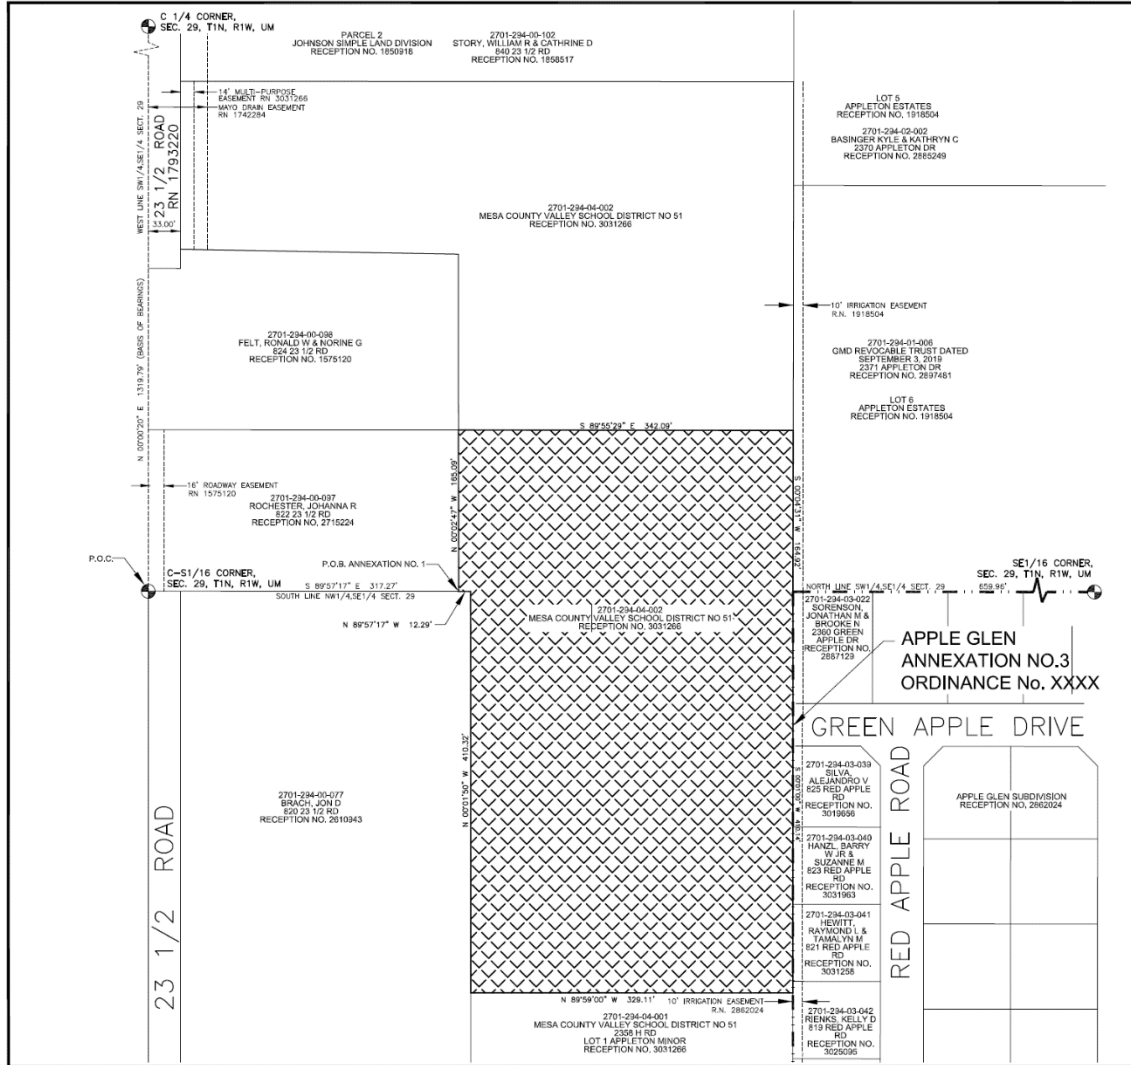 C 1/4 CORNER,
SEC. 29, T1N, R1W, UM
PARCEL 2
JOHNSON SIMPLE LAND DIVISION
RECEPTION NO. 1850916
2701-294-00-102
STORY, WILLIAM R & CATHRINE D
840 23 1/2 RD
RECEPTION NO. 1858517
14' MULTI-PURPOSE
EASEMENT RN 3031266
MAYO DRAIN EASEMENT
RN 1742284
WEST LINE SW1/4,SE1/4 SECT. 29
23 1/2 ROAD
RN 1793220
33.00'
LOT 5
APPLETON ESTATES
RECEPTION NO. 1918504
2701-294-02-002
BASINGER KYLE & KATHRYN C
2370 APPLETON DR
RECEPTION NO. 2885249
2701-294-04-002
MESA COUNTY VALLEY SCHOOL DISTRICT NO 51
RECEPTION NO. 3031266
N 00°00'20" E 1319.79' (BASIS OF BEARINGS)
10' IRRIGATION EASEMENT
R.N. 1918504
2701-294-00-098
FELT, RONALD W & NORINE G
824 23 1/2 RD
RECEPTION NO. 1575120
2701-294-01-006
GMD REVOCABLE TRUST DATED
SEPTEMBER 3, 2019
2371 APPLETON DR
RECEPTION NO. 2897481
LOT 6
APPLETON ESTATES
RECEPTION NO. 1918504
S 89°55'29" E 342.09'
N 00°02'47" W 165.09'
S 00°04'31" W 164.92'
16' ROADWAY EASEMENT
RN 1575120
2701-294-00-097
ROCHESTER, JOHANNA R
822 23 1/2 RD
RECEPTION NO. 2715224
P.O.C.
C-S1/16 CORNER,
SEC. 29, T1N, R1W, UM
P.O.B. ANNEXATION NO. 1
S 89°57'17" E 317.27'
SOUTH LINE NW1/4,SE1/4 SECT. 29
N 89°57'17" W 12.29'
SE1/16 CORNER,
SEC. 29, T1N, R1W, UM
NORTH LINE SW1/4,SE1/4 SECT. 29
659.96'
2701-294-04-002
MESA COUNTY VALLEY SCHOOL DISTRICT NO 51
RECEPTION NO. 3031266
2701-294-03-022
SORENSON,
JONATHAN M &
BROOKE N
2360 GREEN
APPLE DR
RECEPTION NO.
2867129
APPLE GLEN
ANNEXATION NO.3
ORDINANCE No. XXXX
GREEN APPLE DRIVE
N 00°01'50" W 410.32'
2701-294-00-077
BRACH, JON D
820 23 1/2 RD
RECEPTION NO. 2610943
23 1/2 ROAD
2701-294-03-039
SILVA,
ALEJANDRO V
825 RED APPLE
RD
RECEPTION NO.
3019656
RED APPLE ROAD
APPLE GLEN SUBDIVISION
RECEPTION NO. 2862024
2701-294-03-040
HANZL, BARRY
W JR &
SUZANNE M
823 RED APPLE
RD
RECEPTION NO.
3031963
2701-294-03-041
HEWITT,
RAYMOND L &
TAMALYN M
821 RED APPLE
RD
RECEPTION NO.
3031258
N 89°59'00" W 329.11'
10' IRRIGATION EASEMENT
R.N. 2862024
2701-294-04-001
MESA COUNTY VALLEY SCHOOL DISTRICT NO 51
2358 H RD
LOT 1 APPLETON MINOR
RECEPTION NO. 3031266
2701-294-03-042
RIENKS, KELLY D
819 RED APPLE
RD
RECEPTION NO.
3025095